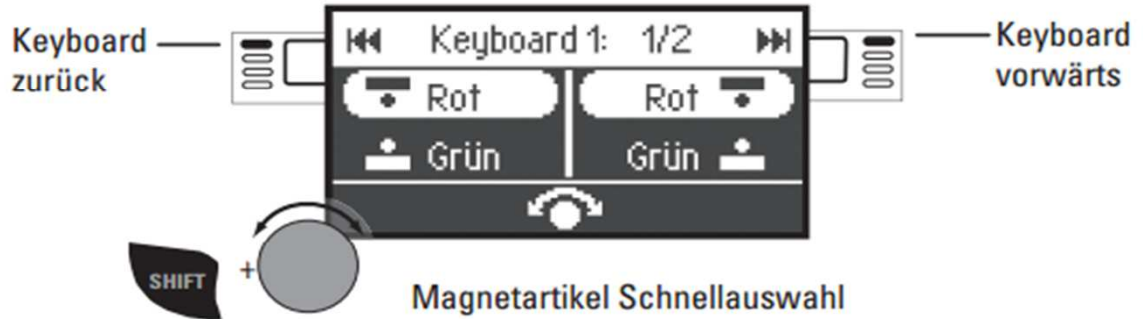 Keyboard
zurück
Keyboard 1: 1/2
Rot
Rot
Grün
Grün
Keyboard
vorwärts
SHIFT
+
Magnetartikel Schnellauswahl